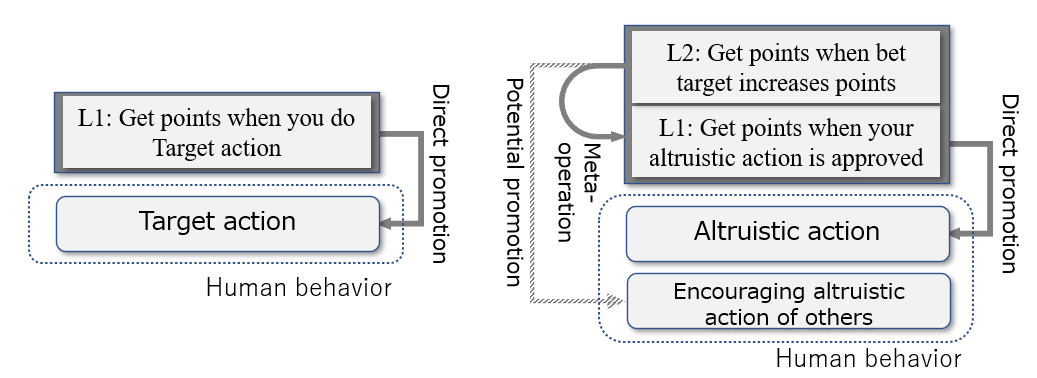 L1: Get points when you do
Target action
Direct promotion
Target action
Human behavior
L2: Get points when bet
target increases points
L1: Get points when your
altruistic action is approved
Potential promotion
Meta-
operation
Direct promotion
Altruistic action
Encouraging altruistic
action of others
Human behavior